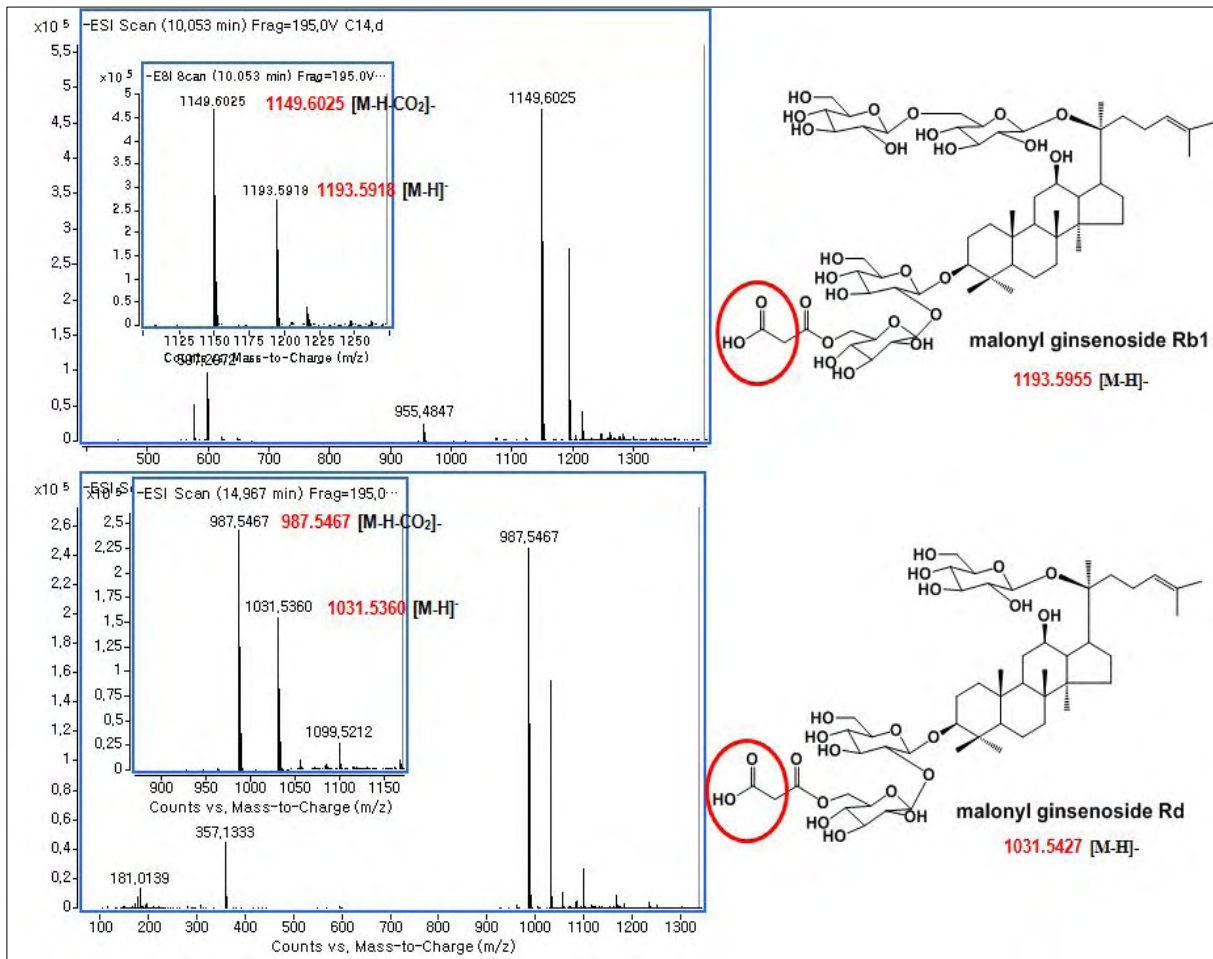 ×10 5 -ESI Scan (10,053 min) Frag=195,0V C14,d
5,5
5
4,5
4
3,5
3
2,5
2
1,5
1
0,5
0
1149,6025
955,4847
500 600 700 800 900 1000 1100 1200 1300
×10 5 -ESI Scan (10,053 min) Frag=195,0V…
5
4,5
4
3,5
3
2,5
2
1,5
1
0,5
0
1149,6025 1149.6025 [M-H-CO₂]-
1193,5918 1193.5918 [M-H]⁻
1125 1150 1175 1200 1225 1250
Counts vs, Mass-to-Charge (m/z)
HO
HO
HO
OH
O
O
O
HO
HO
OH
O
OH
HO
HO
HO
O
O
O
O
HO
O
O
HO
HO
O
OH
malonyl ginsenoside Rb1
1193.5955 [M-H]-
×10 5
2,6
2,4
2,2
2
1,8
1,6
1,4
1,2
1
0,8
0,6
0,4
0,2
0
987,5467
357,1333
181,0139
100 200 300 400 500 600 700 800 900 1000 1100 1200 1300
Counts vs, Mass-to-Charge (m/z)
-ESI Scan (14,967 min) Frag=195,0…
2,5
2,25
2
1,75
1,5
1,25
1
0,75
0,5
0,25
0
987,5467 987.5467 [M-H-CO₂]-
1031,5360 1031.5360 [M-H]⁻
1099,5212
900 950 1000 1050 1100 1150
Counts vs, Mass-to-Charge (m/z)
HO
HO
HO
O
OH
O
OH
HO
HO
HO
O
O
O
O
HO
O
O
HO
HO
O
OH
malonyl ginsenoside Rd
1031.5427 [M-H]-